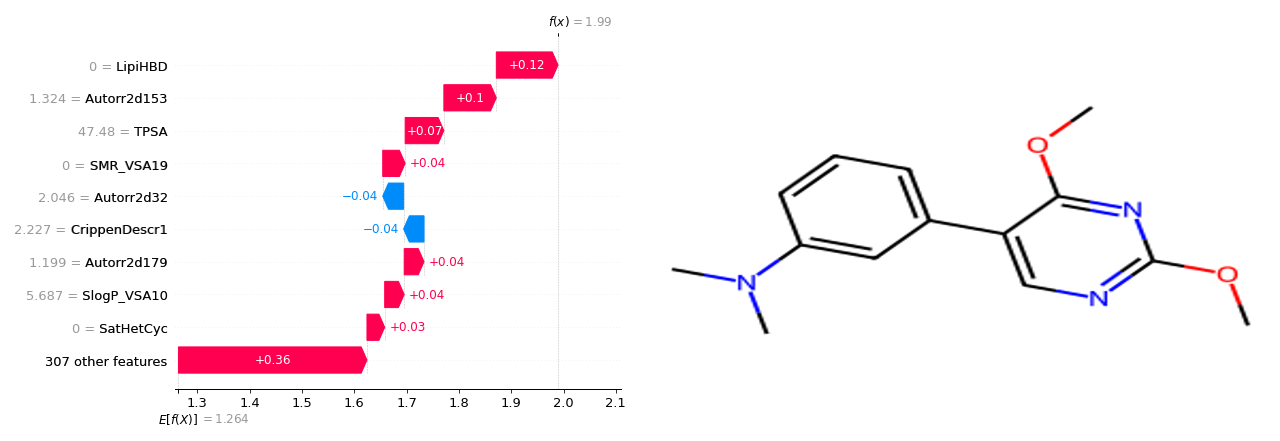 f(x) = 1.99
0 = LipiHBD +0.12
1.324 = Autorr2d153 +0.1
47.48 = TPSA +0.07
0 = SMR_VSA19 +0.04
2.046 = Autorr2d32 −0.04
2.227 = CrippenDescr1 −0.04
1.199 = Autorr2d179 +0.04
5.687 = SlogP_VSA10 +0.04
0 = SatHetCyc +0.03
307 other features +0.36
1.3 1.4 1.5 1.6 1.7 1.8 1.9 2.0 2.1
E[f(X)] = 1.264
O
N
O
N
N